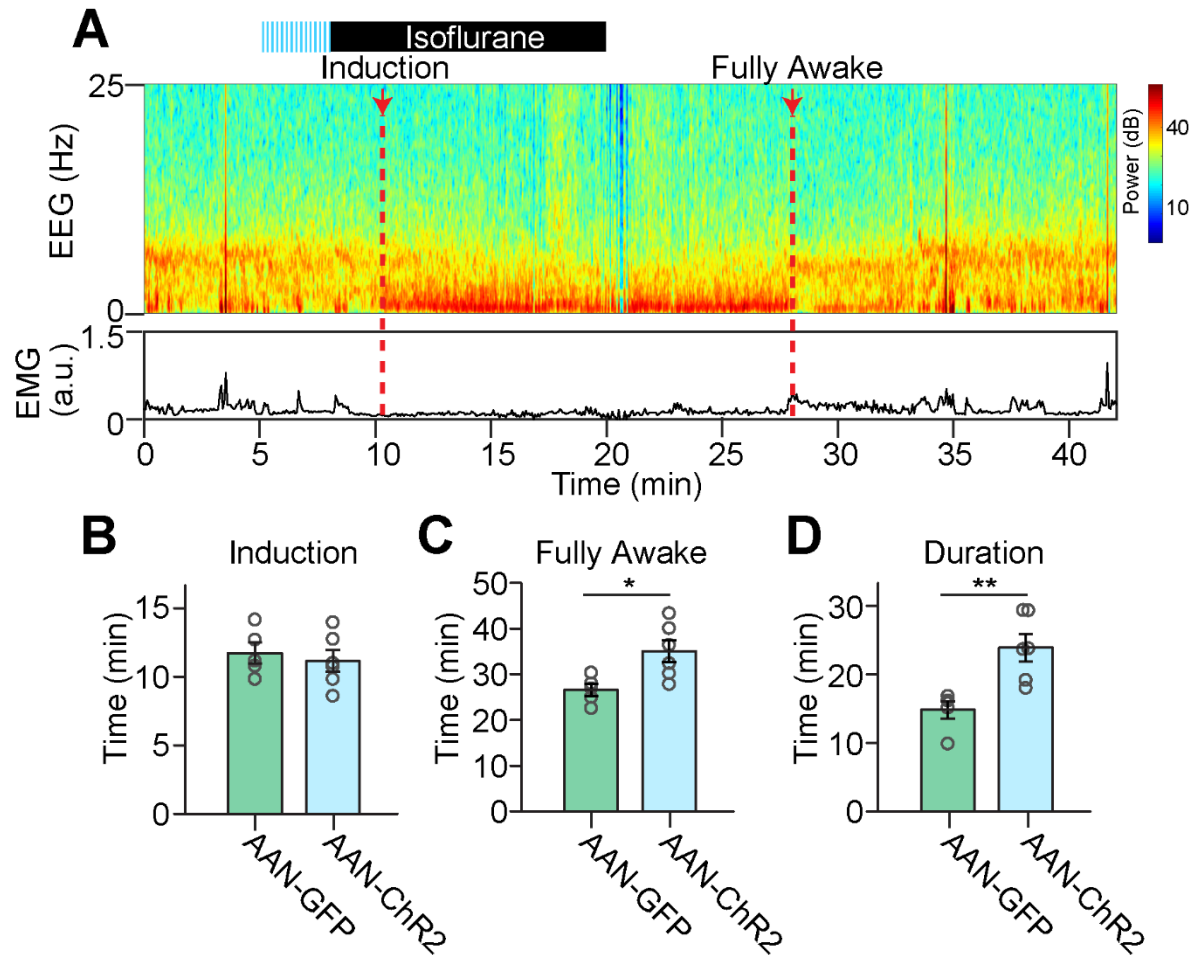 A
Isoflurane
Induction Fully Awake
25
EEG (Hz)
0
40
10
Power (dB)
1.5
EMG
(a.u.)
0
0 5 10 15 20 25 30 35 40
Time (min)
B
Induction
Time (min)
15
10
5
0
AAN-GFP
AAN-ChR2
C
Fully Awake
*
Time (min)
50
40
30
20
10
0
AAN-GFP
AAN-ChR2
D
Duration
**
Time (min)
30
20
10
0
AAN-GFP
AAN-ChR2